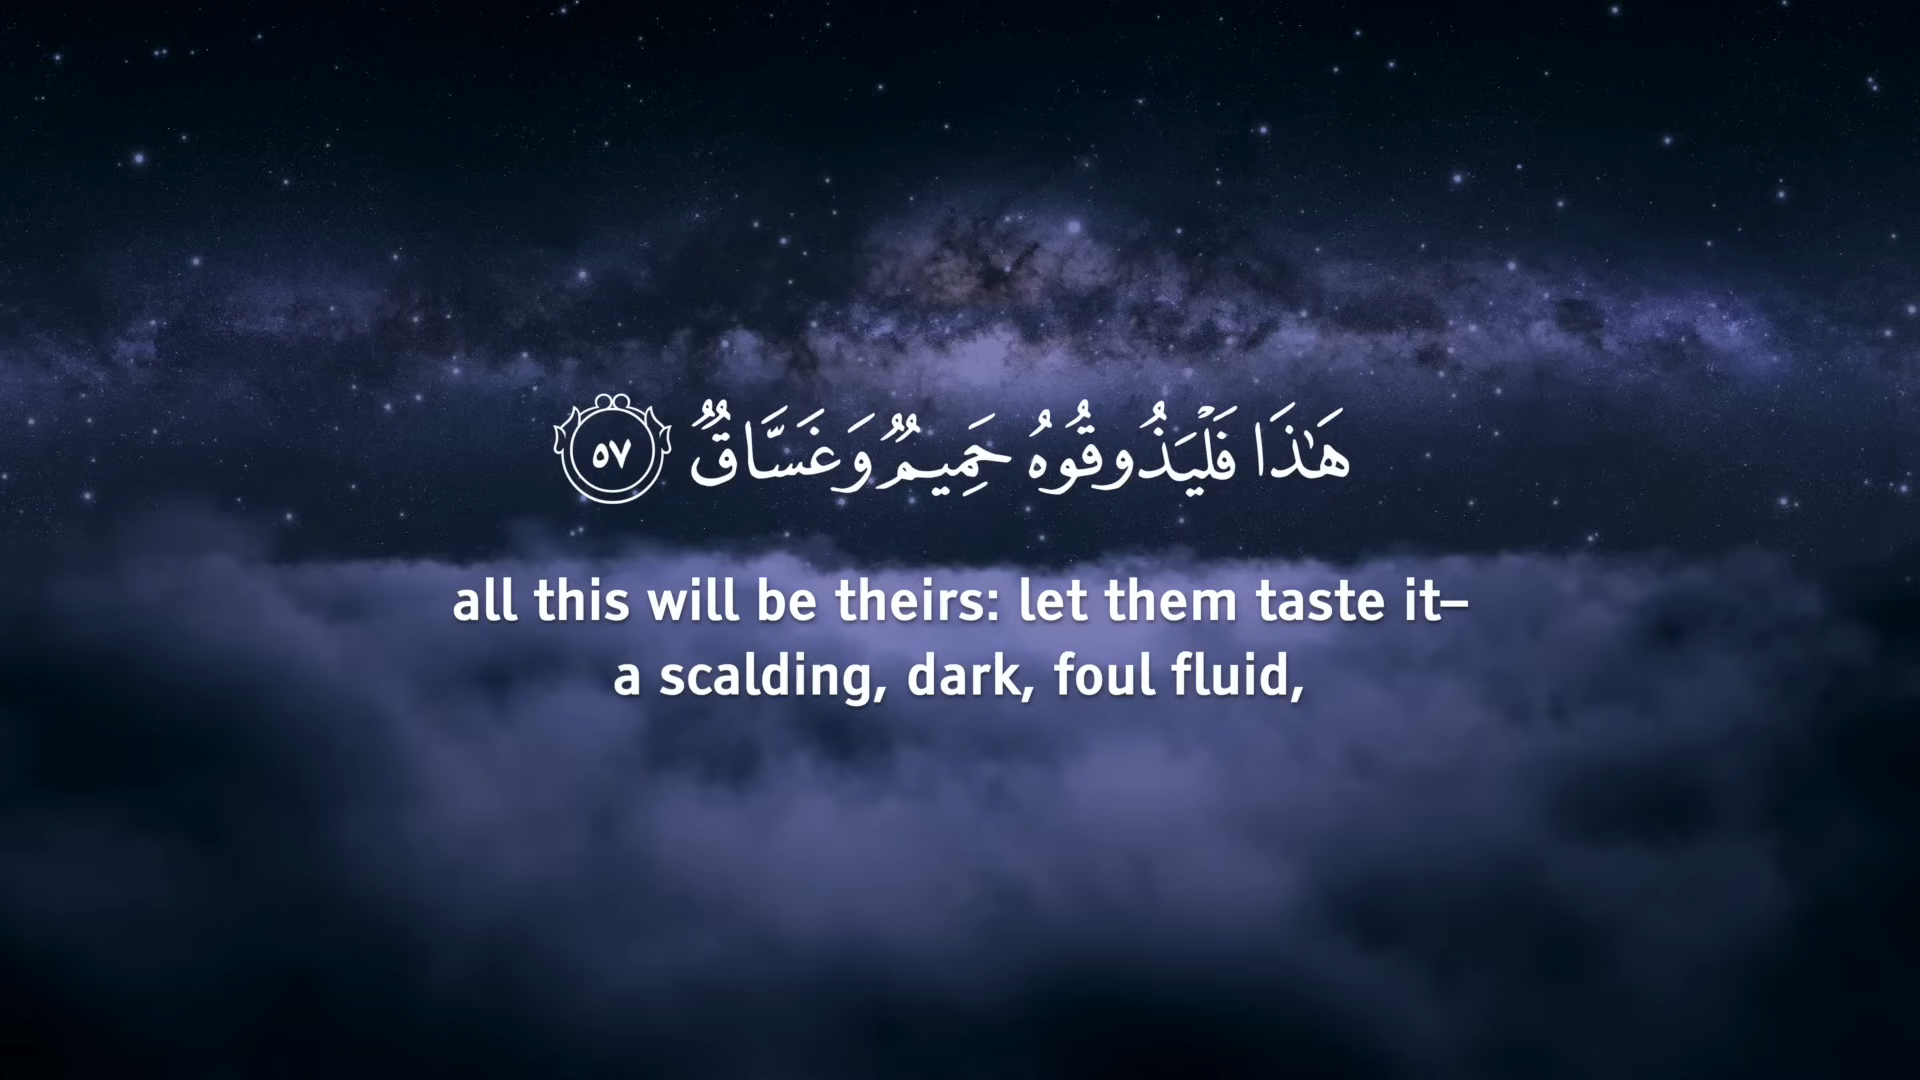 هَٰذَا فَلْيَذُوقُوهُ حَمِيمٌ وَغَسَّاقٌ ٥٧
all this will be theirs: let them taste it–
a scalding, dark, foul fluid,